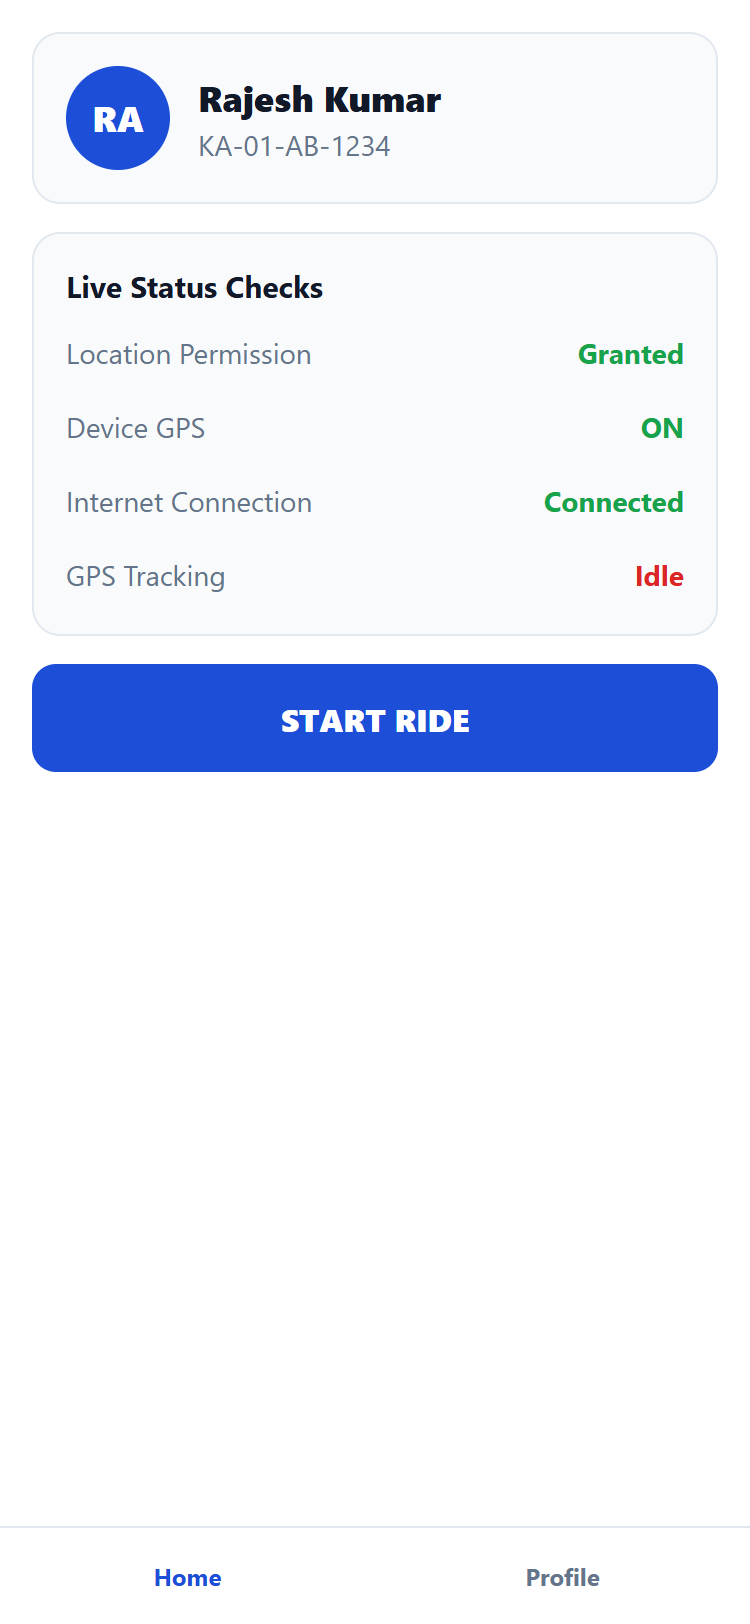 RA
Rajesh Kumar
KA-01-AB-1234
Live Status Checks
Location Permission Granted
Device GPS ON
Internet Connection Connected
GPS Tracking Idle
START RIDE
Home Profile